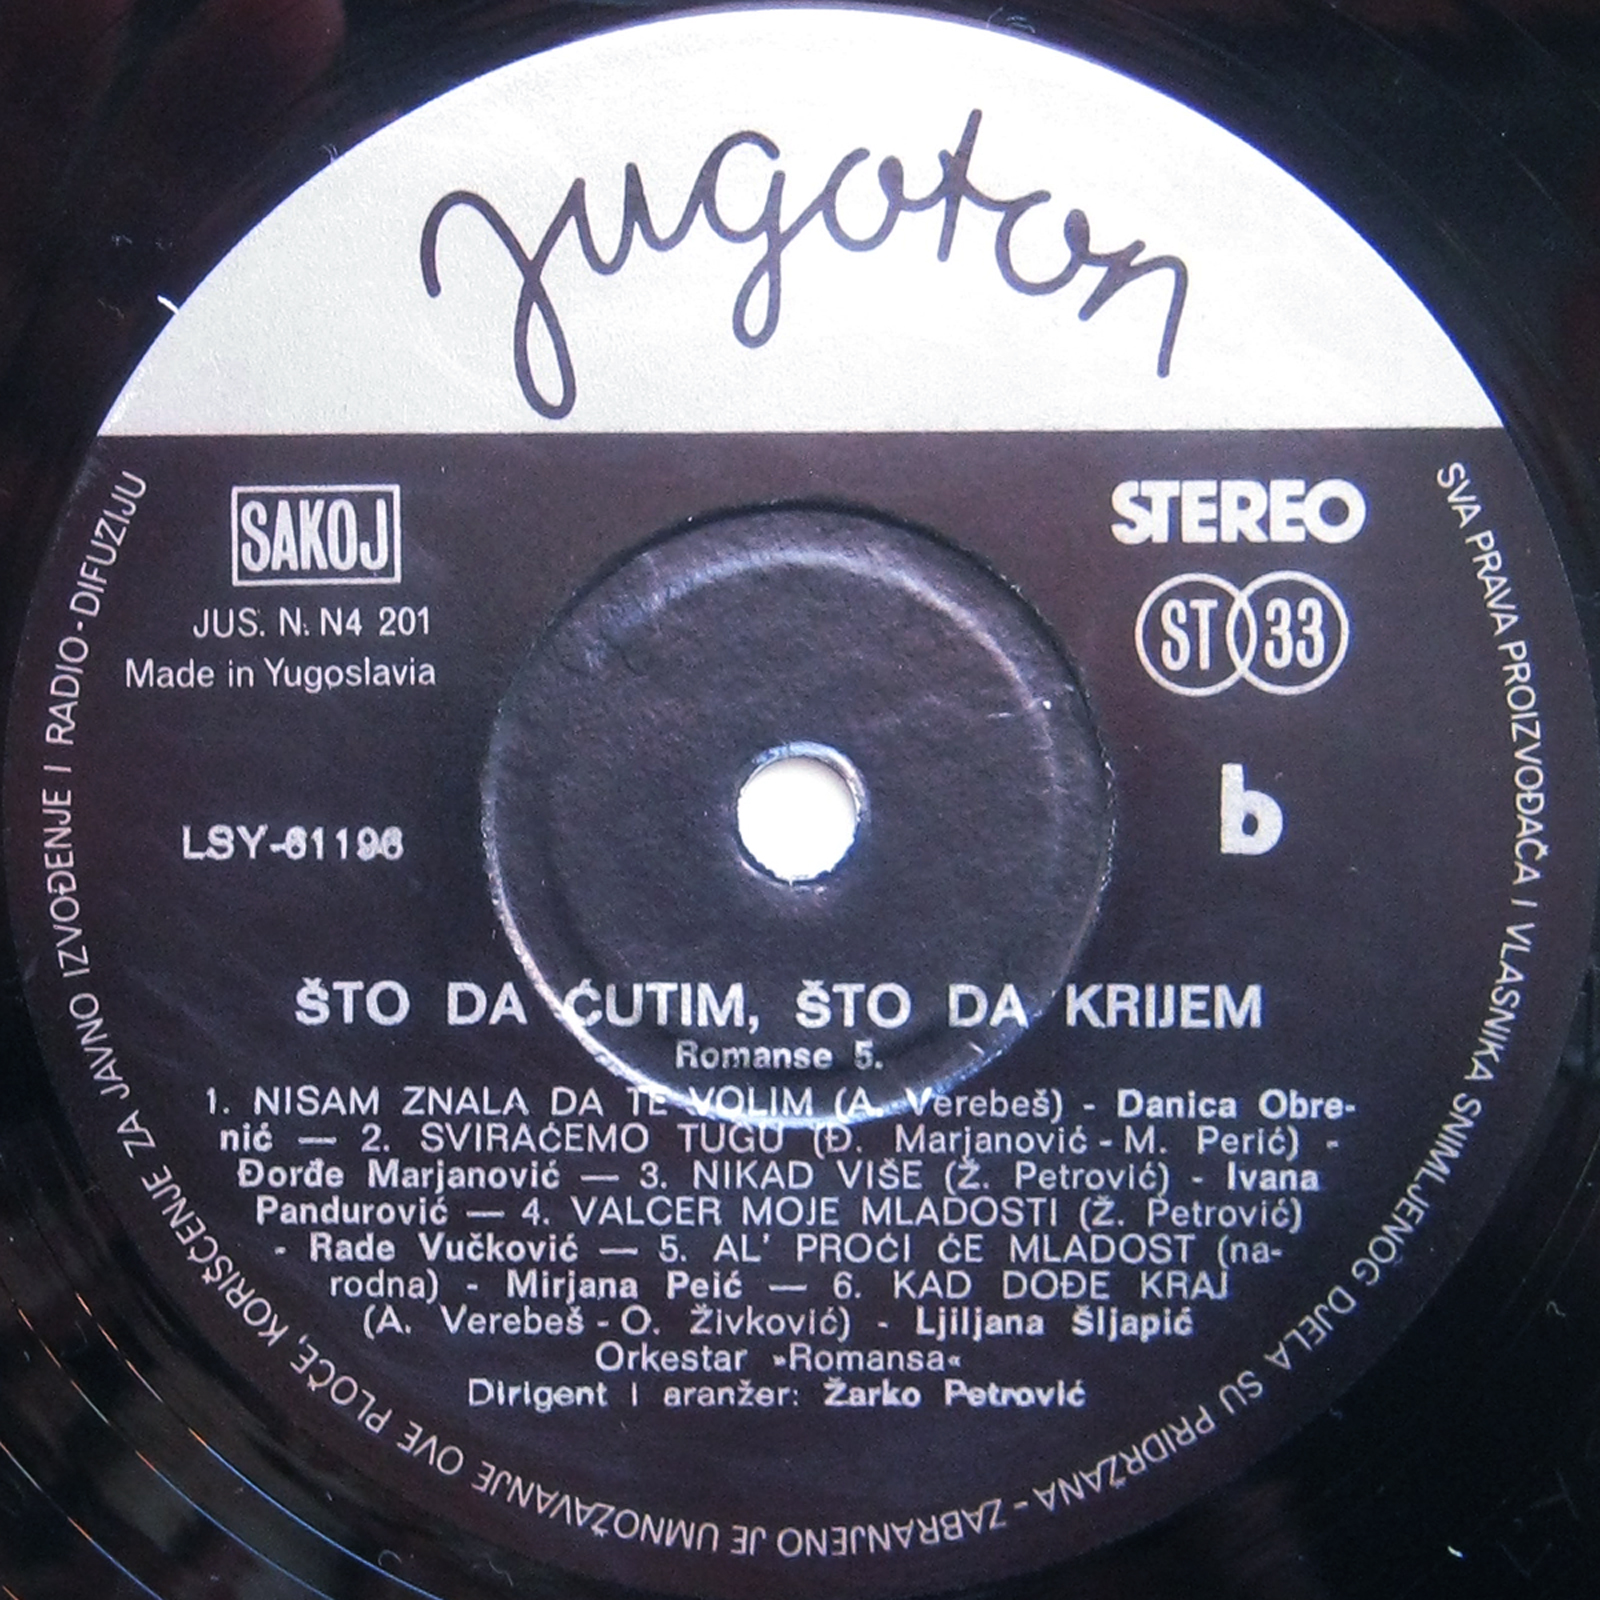 jugoton
SAKOJ
JUS. N. N4 201
Made in Yugoslavia
STEREO
ST 33
LSY-61196
b
ŠTO DA ĆUTIM, ŠTO DA KRIJEM
Romanse 5.
1. NISAM ZNALA DA TE VOLIM (A. Verebeš) - Danica Obre-
nić — 2. SVIRAĆEMO TUGU (Đ. Marjanović - M. Perić) -
Đorđe Marjanović — 3. NIKAD VIŠE (Ž. Petrović) - Ivana
Pandurović — 4. VALCER MOJE MLADOSTI (Ž. Petrović)
- Rade Vučković — 5. AL' PROĆI ĆE MLADOST (na-
rodna) - Mirjana Peić — 6. KAD DOĐE KRAJ
(A. Verebeš - O. Živković) - Ljiljana Šljapić
Orkestar »Romansa«
Dirigent i aranžer: Žarko Petrović
SVA PRAVA PROIZVOĐAČA I VLASNIKA SNIMLJENOG DJELA SU PRIDRŽANA - ZABRANJENO JE UMNOŽAVANJE OVE PLOČE, KORIŠĆENJE ZA JAVNO IZVOĐENJE I RADIO-DIFUZIJU